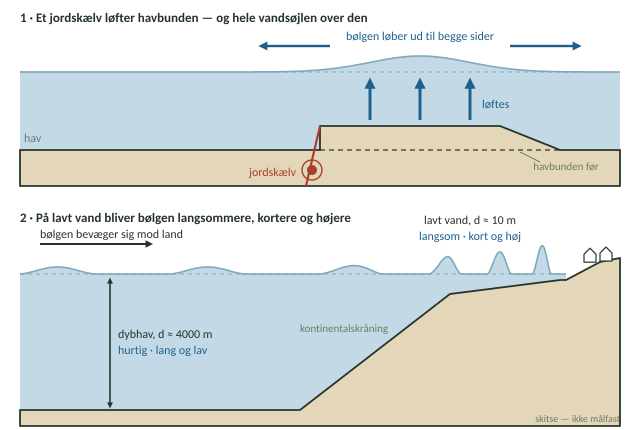 1 · Et jordskælv løfter havbunden — og hele vandsøjlen over den
bølgen løber ud til begge sider
løftes
hav
jordskælv
havbunden før
2 · På lavt vand bliver bølgen langsommere, kortere og højere
bølgen bevæger sig mod land
lavt vand, d ≈ 10 m
langsom · kort og høj
kontinentalskråning
dybhav, d ≈ 4000 m
hurtig · lang og lav
skitse — ikke målfast